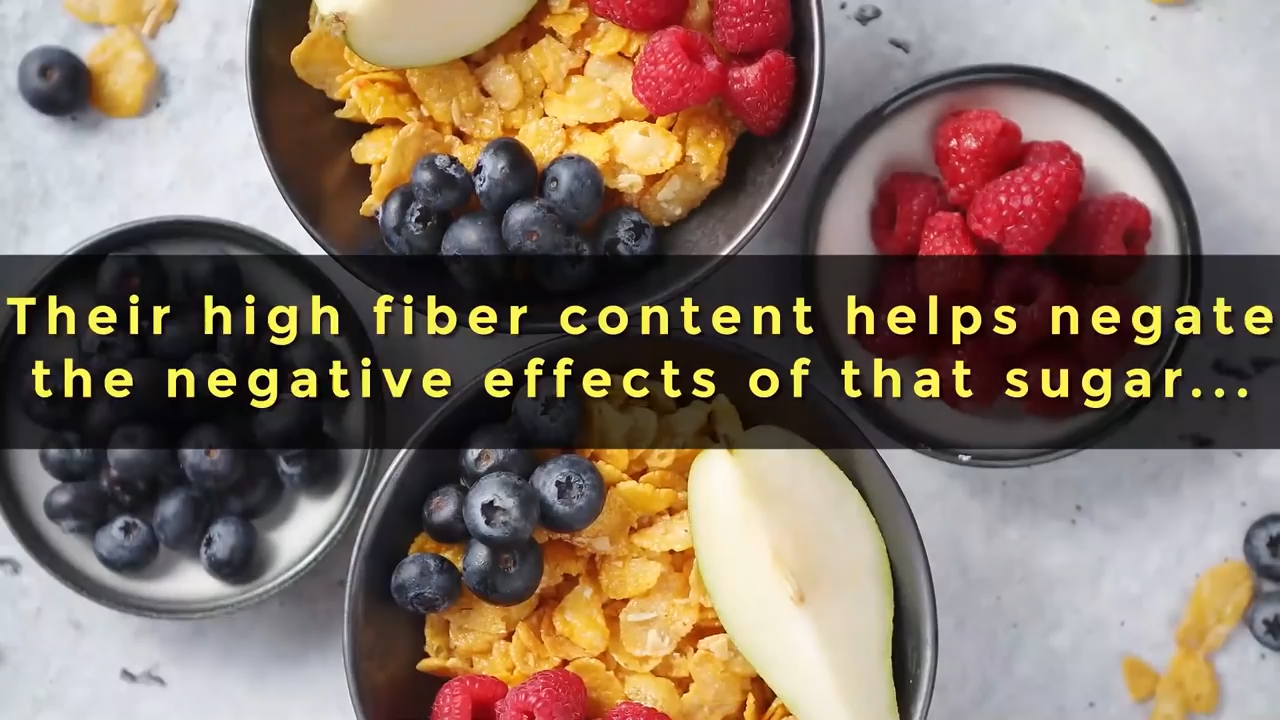 Their high fiber content helps negate
the negative effects of that sugar...